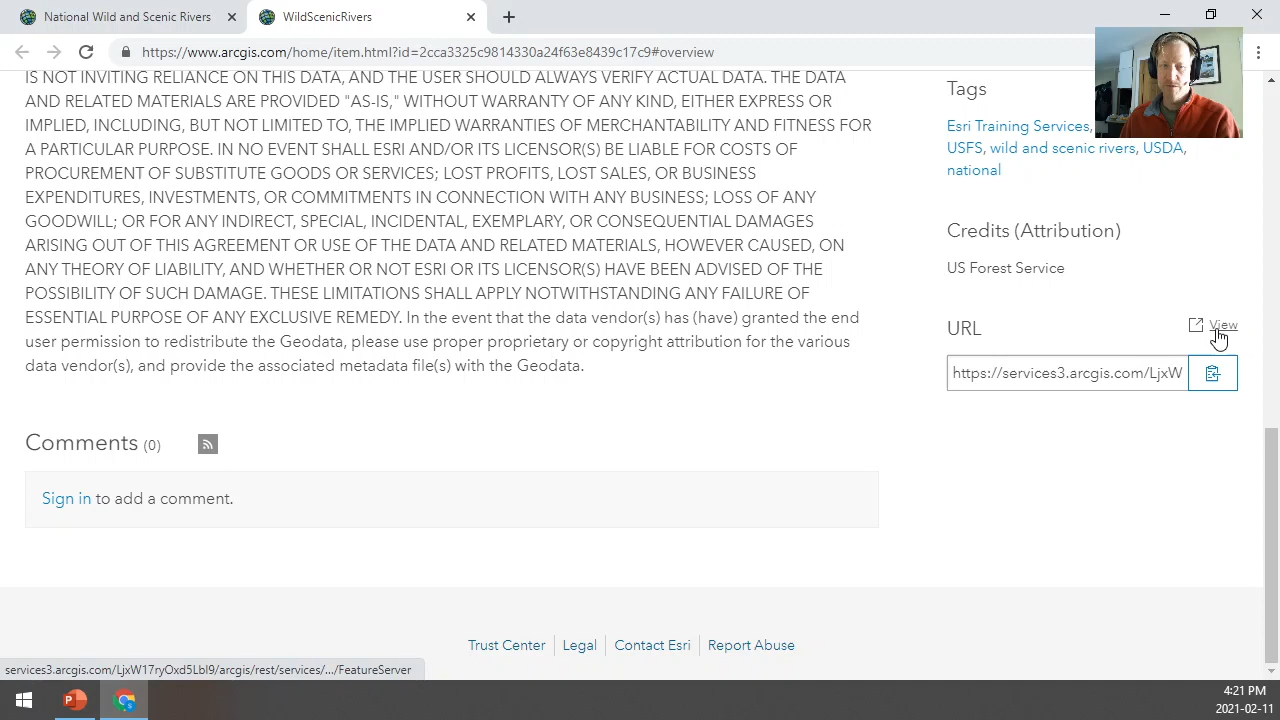 National Wild and Scenic Rivers
WildScenicRivers
https://www.arcgis.com/home/item.html?id=2cca3325c9814330a24f63e8439c17c9#overview
IS NOT INVITING RELIANCE ON THIS DATA, AND THE USER SHOULD ALWAYS VERIFY ACTUAL DATA. THE DATA
AND RELATED MATERIALS ARE PROVIDED "AS-IS," WITHOUT WARRANTY OF ANY KIND, EITHER EXPRESS OR
IMPLIED, INCLUDING, BUT NOT LIMITED TO, THE IMPLIED WARRANTIES OF MERCHANTABILITY AND FITNESS FOR
A PARTICULAR PURPOSE. IN NO EVENT SHALL ESRI AND/OR ITS LICENSOR(S) BE LIABLE FOR COSTS OF
PROCUREMENT OF SUBSTITUTE GOODS OR SERVICES; LOST PROFITS, LOST SALES, OR BUSINESS
EXPENDITURES, INVESTMENTS, OR COMMITMENTS IN CONNECTION WITH ANY BUSINESS; LOSS OF ANY
GOODWILL; OR FOR ANY INDIRECT, SPECIAL, INCIDENTAL, EXEMPLARY, OR CONSEQUENTIAL DAMAGES
ARISING OUT OF THIS AGREEMENT OR USE OF THE DATA AND RELATED MATERIALS, HOWEVER CAUSED, ON
ANY THEORY OF LIABILITY, AND WHETHER OR NOT ESRI OR ITS LICENSOR(S) HAVE BEEN ADVISED OF THE
POSSIBILITY OF SUCH DAMAGE. THESE LIMITATIONS SHALL APPLY NOTWITHSTANDING ANY FAILURE OF
ESSENTIAL PURPOSE OF ANY EXCLUSIVE REMEDY. In the event that the data vendor(s) has (have) granted the end
user permission to redistribute the Geodata, please use proper proprietary or copyright attribution for the various
data vendor(s), and provide the associated metadata file(s) with the Geodata.
Comments (0)
Sign in to add a comment.
Tags
Esri Training Services,
USFS, wild and scenic rivers, USDA,
national
Credits (Attribution)
US Forest Service
URL
View
https://services3.arcgis.com/LjxW
Trust Center
Legal
Contact Esri
Report Abuse
services3.arcgis.com/LjxW17ryOxd5Lbl9/arcgis/rest/services/.../FeatureServer
4:21 PM
2021-02-11